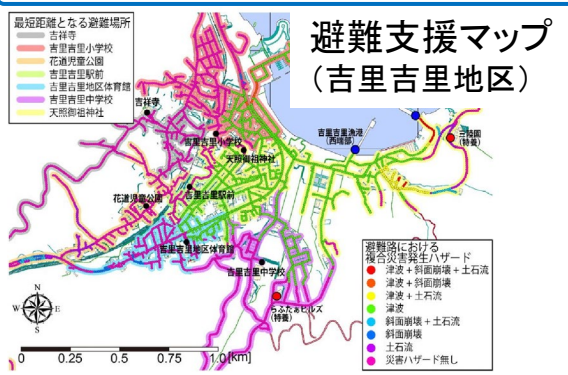 避難支援マップ
（吉里吉里地区）
最短距離となる避難場所
吉祥寺
吉里吉里小学校
花道児童公園
吉里吉里駅前
吉里吉里地区体育館
吉里吉里中学校
天照御祖神社
吉祥寺
吉里吉里小学校
天照御祖神社
吉里吉里漁港
（西端部）
三陸園
（特養）
花道児童公園
吉里吉里駅前
吉里吉里地区体育館
吉里吉里中学校
らふたぁヒルズ
（特養）
避難路における
複合災害発生ハザード
津波＋斜面崩壊＋土石流
津波＋斜面崩壊
津波＋土石流
津波
斜面崩壊＋土石流
斜面崩壊
土石流
災害ハザード無し
N
W E
S
0 0.25 0.5 0.75 1.0[km]